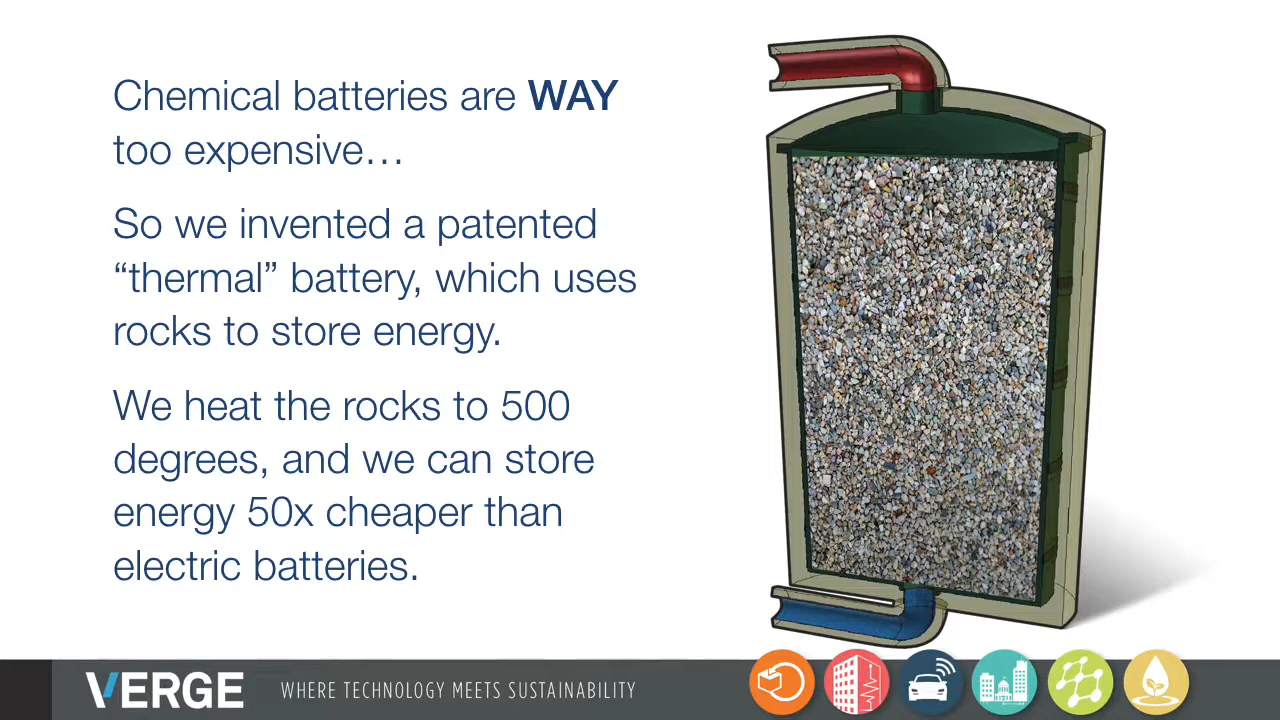 Chemical batteries are WAY
too expensive…
So we invented a patented
“thermal” battery, which uses
rocks to store energy.
We heat the rocks to 500
degrees, and we can store
energy 50x cheaper than
electric batteries.
VERGE WHERE TECHNOLOGY MEETS SUSTAINABILITY